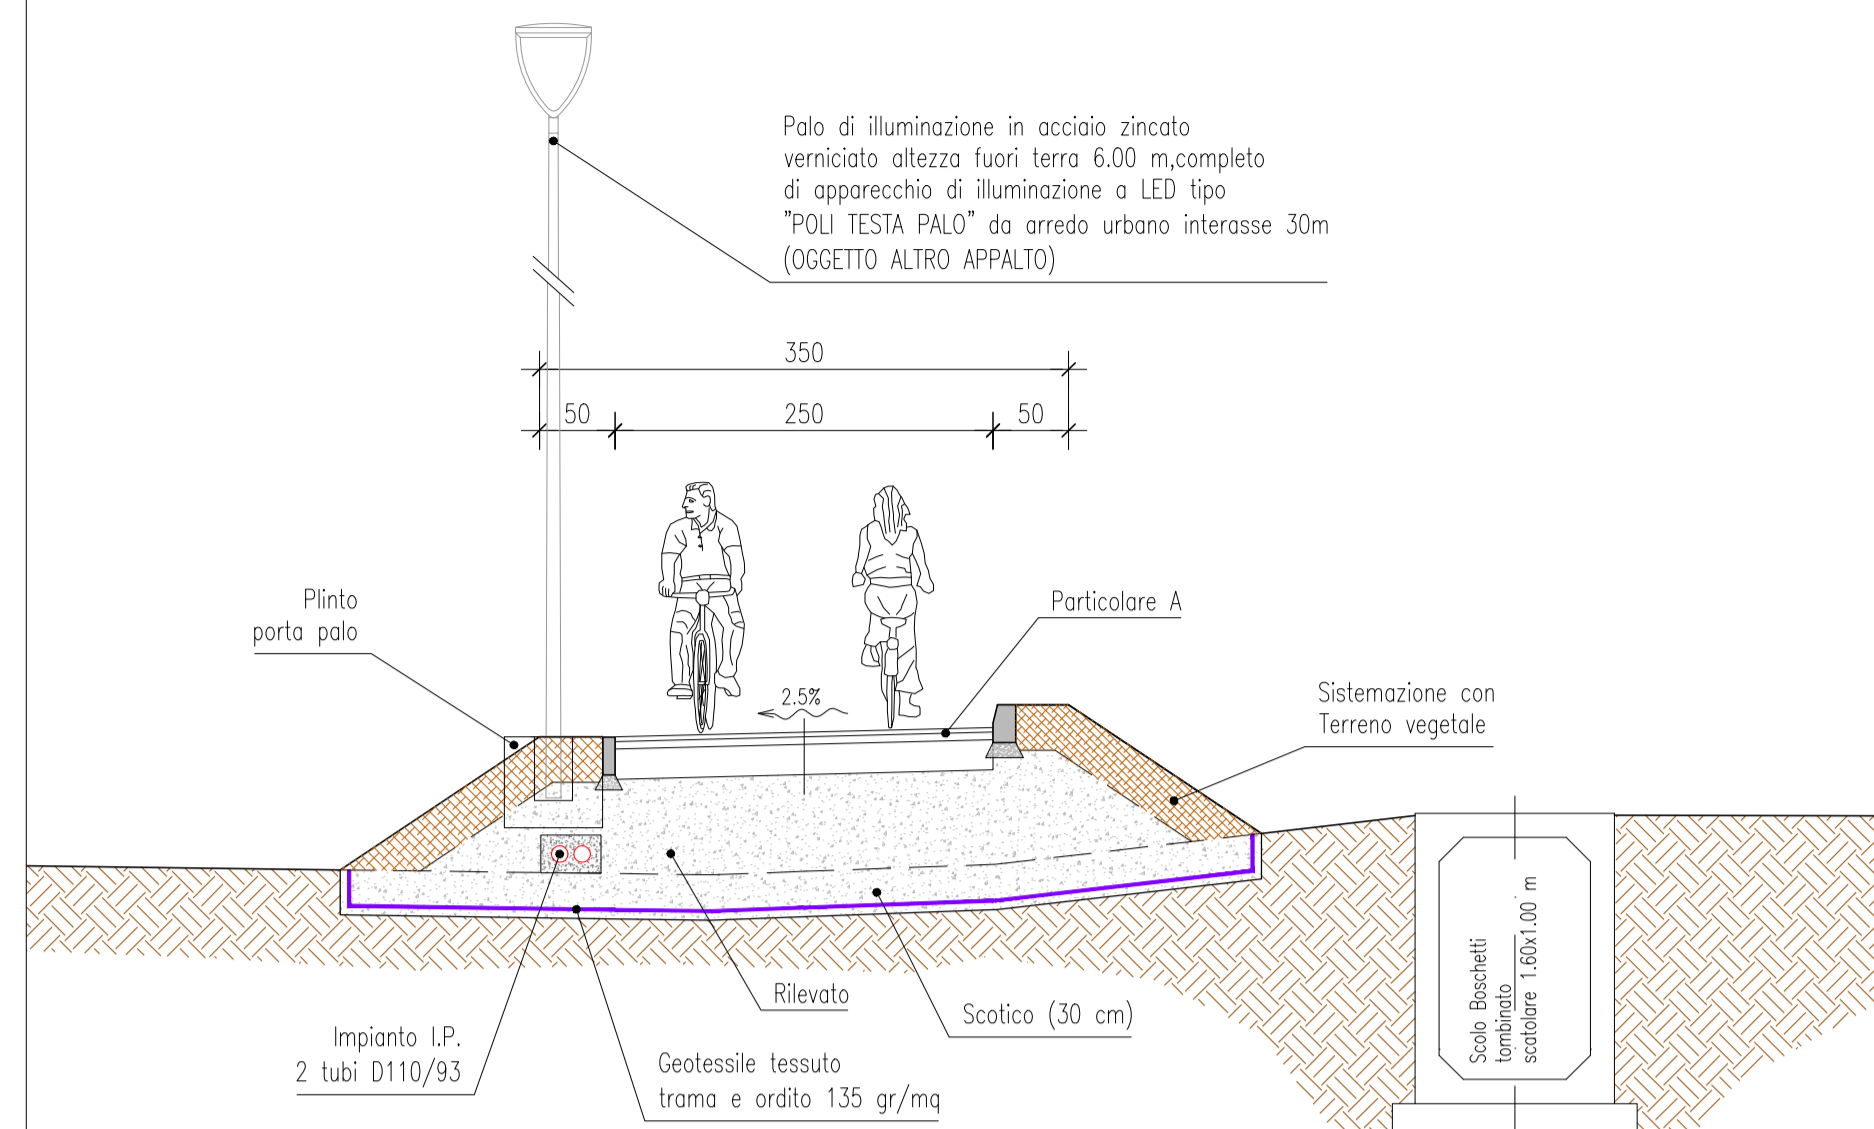 Palo di illuminazione in acciaio zincato
verniciato altezza fuori terra 6.00 m,completo
di apparecchio di illuminazione a LED tipo
"POLI TESTA PALO" da arredo urbano interasse 30m
(OGGETTO ALTRO APPALTO)
350
50
250
50
Plinto
porta palo
Particolare A
2.5%
Sistemazione con
Terreno vegetale
Rilevato
Scotico (30 cm)
Impianto I.P.
2 tubi D110/93
Geotessile tessuto
trama e ordito 135 gr/mq
Scolo Boschetti
tombinato
scatolare 1.60x1.00 m